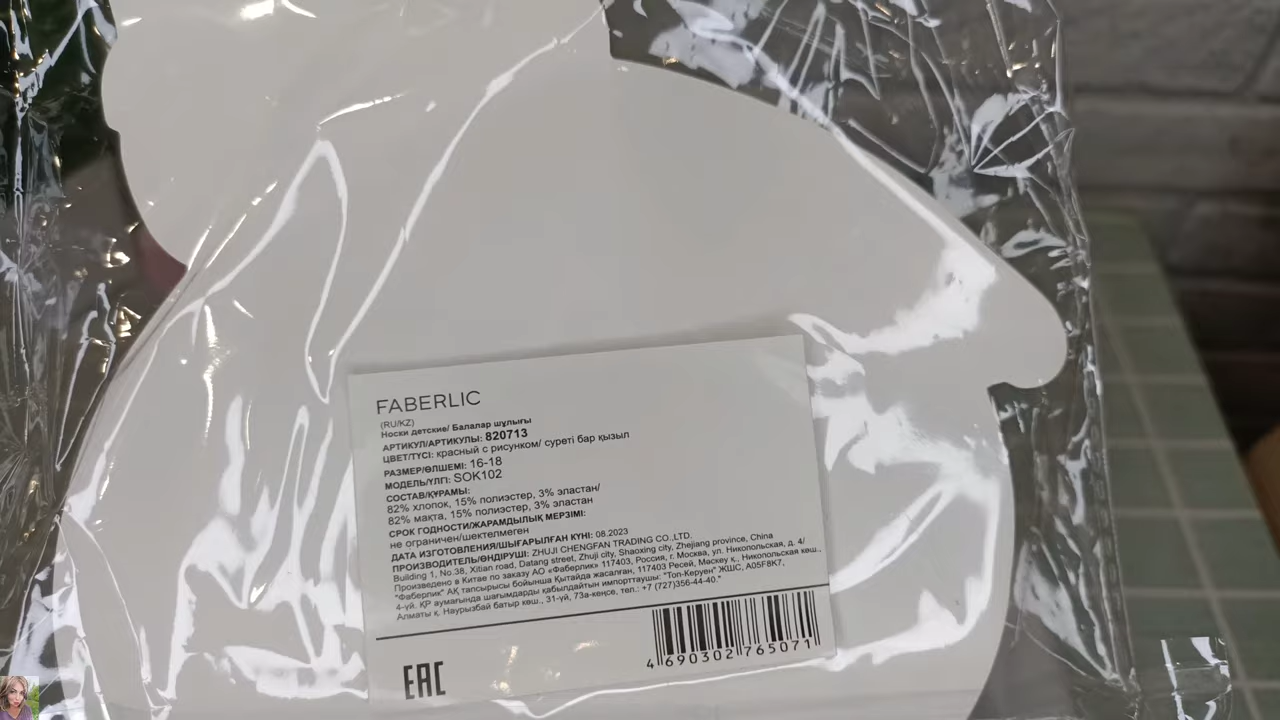 FABERLIC
(RU/KZ)
Носки детские/ Балалар шұлығы
АРТИКУЛ/АРТИКУЛЫ: 820713
ЦВЕТ/ТҮСІ: красный с рисунком/ суреті бар қызыл
РАЗМЕР/ӨЛШЕМІ: 16-18
МОДЕЛЬ/ҮЛГІ: SOK102
СОСТАВ/ҚҰРАМЫ:
82% хлопок, 15% полиэстер, 3% эластан/
82% мақта, 15% полиэстер, 3% эластан
СРОК ГОДНОСТИ/ЖАРАМДЫЛЫҚ МЕРЗІМІ:
не ограничен/шектелмеген
ДАТА ИЗГОТОВЛЕНИЯ/ШЫҒАРЫЛҒАН КҮНІ: 08.2023
ПРОИЗВОДИТЕЛЬ/ӨНДІРУШІ: ZHUJI CHENGFAN TRADING CO.,LTD.
Building 1, No.38, Xitian road, Datang street, Zhuji city, Shaoxing city, Zhejiang province, China
Произведено в Китае по заказу АО «Фаберлик» 117403, Россия, г. Москва, ул. Никопольская, д. 4/
"Фаберлик" АҚ тапсырысы бойынша Қытайда жасалған, 117403 Ресей, Маскеу к., Никопольская көш.,
4-үй. ҚР аумағында шағымдарды қабылдайтын импорттаушы: "Топ-Керуен" ЖШС, A05F8K7,
Алматы қ. Наурызбай батыр көш., 31-үй, 73а-кеңсе, тел.: +7 (727)356-44-40."
EAC
4 690302 765071